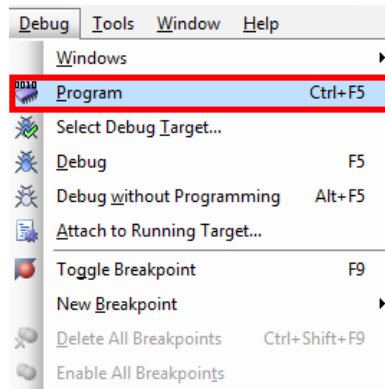 Debug Tools Window Help
Windows
0010
Program Ctrl+F5
Select Debug Target...
Debug F5
Debug without Programming Alt+F5
Attach to Running Target...
Toggle Breakpoint F9
New Breakpoint
Delete All Breakpoints Ctrl+Shift+F9
Enable All Breakpoints